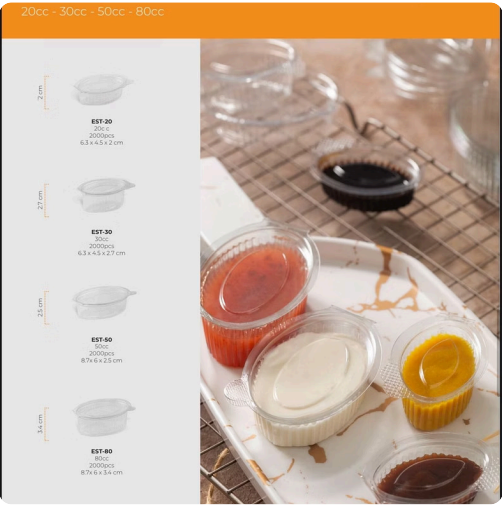 20cc - 30cc - 50cc - 80cc
2 cm
EST-20
20c c
2000pcs
6.3 x 4.5 x 2 cm
2.7 cm
EST-30
30cc
2000pcs
6.3 x 4.5 x 2.7 cm
2.5 cm
EST-50
50cc
2000pcs
8.7x 6 x 2.5 cm
3.4 cm
EST-80
80cc
2000pcs
8.7x 6 x 3.4 cm